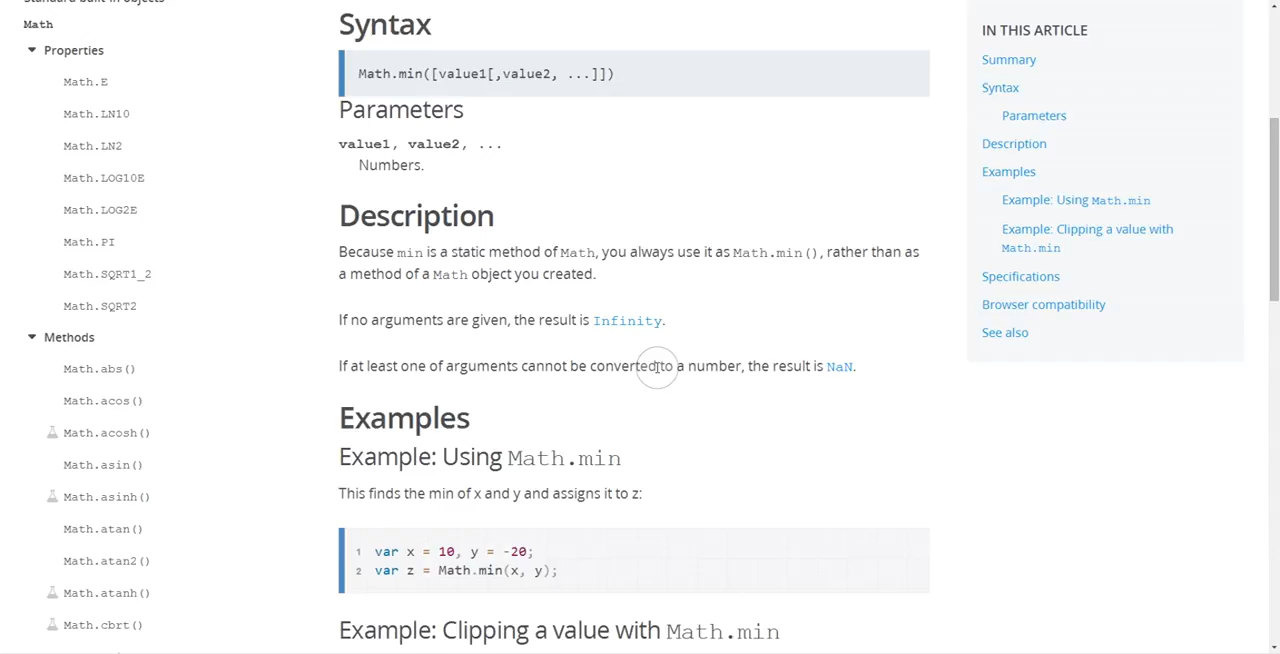 Math
Properties
Math.E
Math.LN10
Math.LN2
Math.LOG10E
Math.LOG2E
Math.PI
Math.SQRT1_2
Math.SQRT2
Methods
Math.abs()
Math.acos()
Math.acosh()
Math.asin()
Math.asinh()
Math.atan()
Math.atan2()
Math.atanh()
Math.cbrt()
Syntax
Math.min([value1[,value2, ...]])
Parameters
value1, value2, ...
Numbers.
Description
Because min is a static method of Math, you always use it as Math.min(), rather than as
a method of a Math object you created.
If no arguments are given, the result is Infinity.
If at least one of arguments cannot be converted to a number, the result is NaN.
Examples
Example: Using Math.min
This finds the min of x and y and assigns it to z:
1 var x = 10, y = -20;
2 var z = Math.min(x, y);
Example: Clipping a value with Math.min
IN THIS ARTICLE
Summary
Syntax
Parameters
Description
Examples
Example: Using Math.min
Example: Clipping a value with
Math.min
Specifications
Browser compatibility
See also